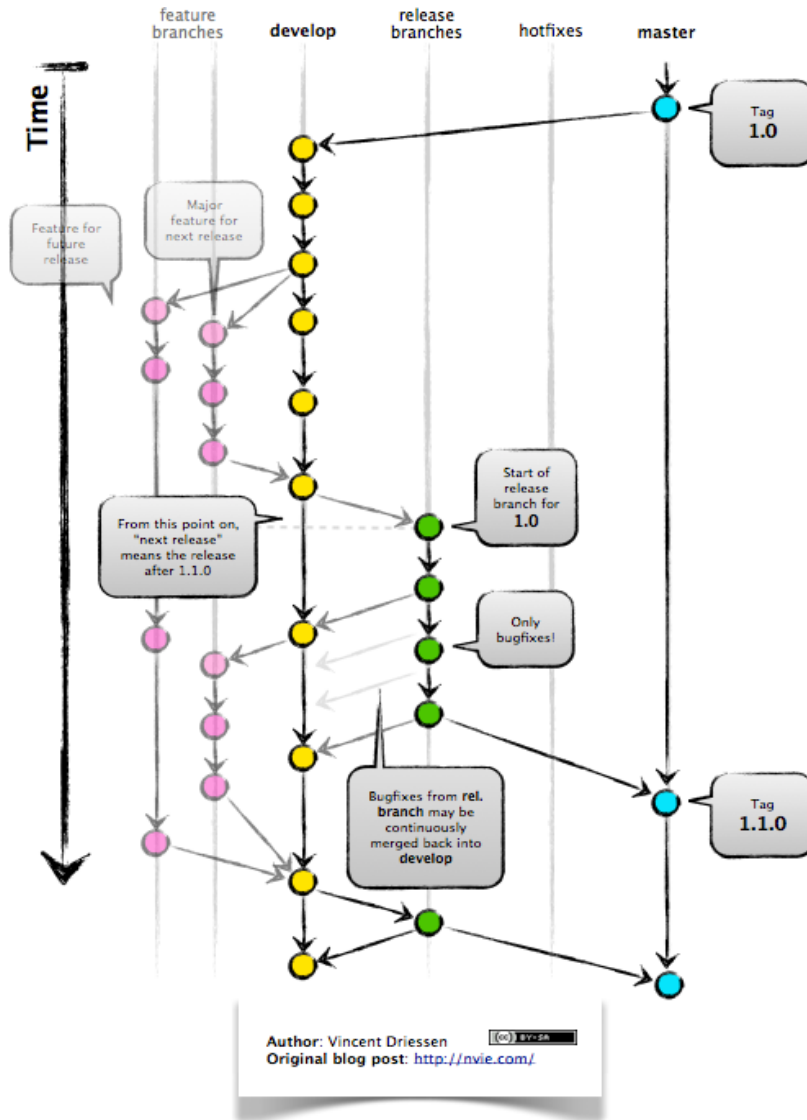 feature
branches
develop
release
branches
hotfixes
master
Time
Tag
1.0
Major
feature for
next release
Feature for
future
release
Start of
release
branch for
1.0
From this point on,
“next release”
means the release
after 1.1.0
Only
bugfixes!
Bugfixes from rel.
branch may be
continuously
merged back into
develop
Tag
1.1.0
Author: Vincent Driessen
Original blog post: http://nvie.com/
(cc) BY-SA